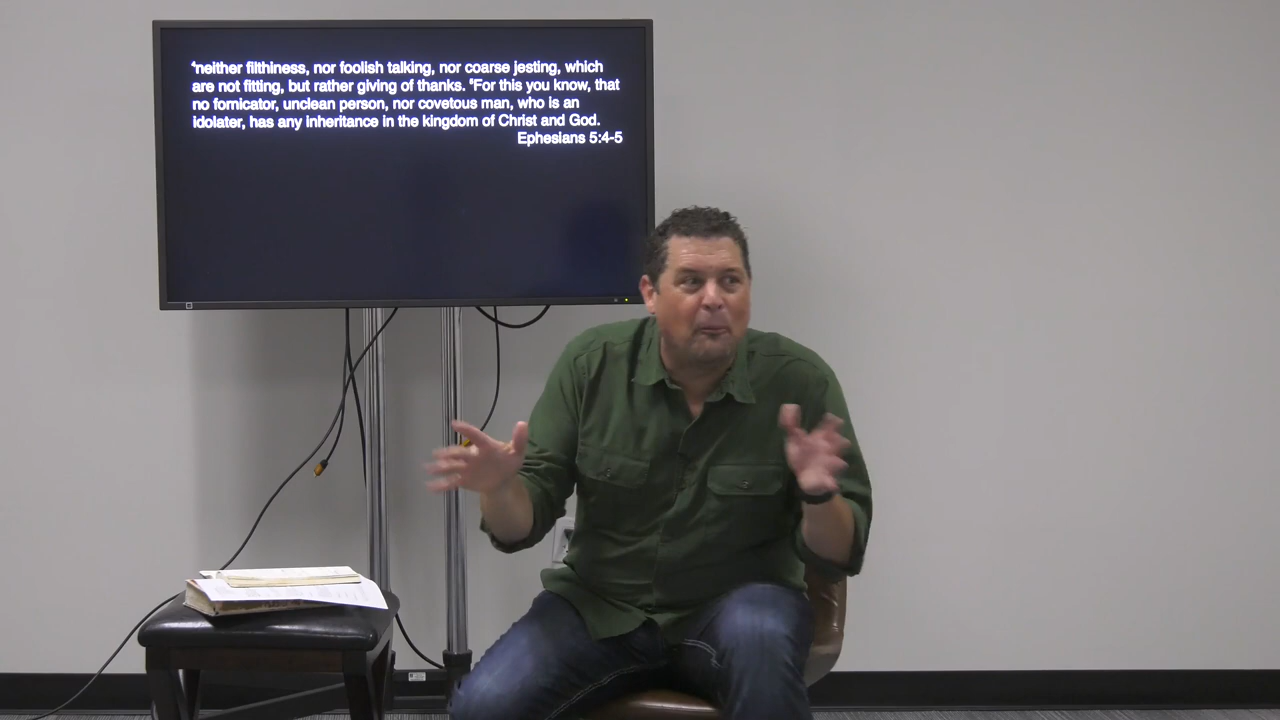 ⁴neither filthiness, nor foolish talking, nor coarse jesting, which
are not fitting, but rather giving of thanks. ⁵For this you know, that
no fornicator, unclean person, nor covetous man, who is an
idolater, has any inheritance in the kingdom of Christ and God.
Ephesians 5:4-5